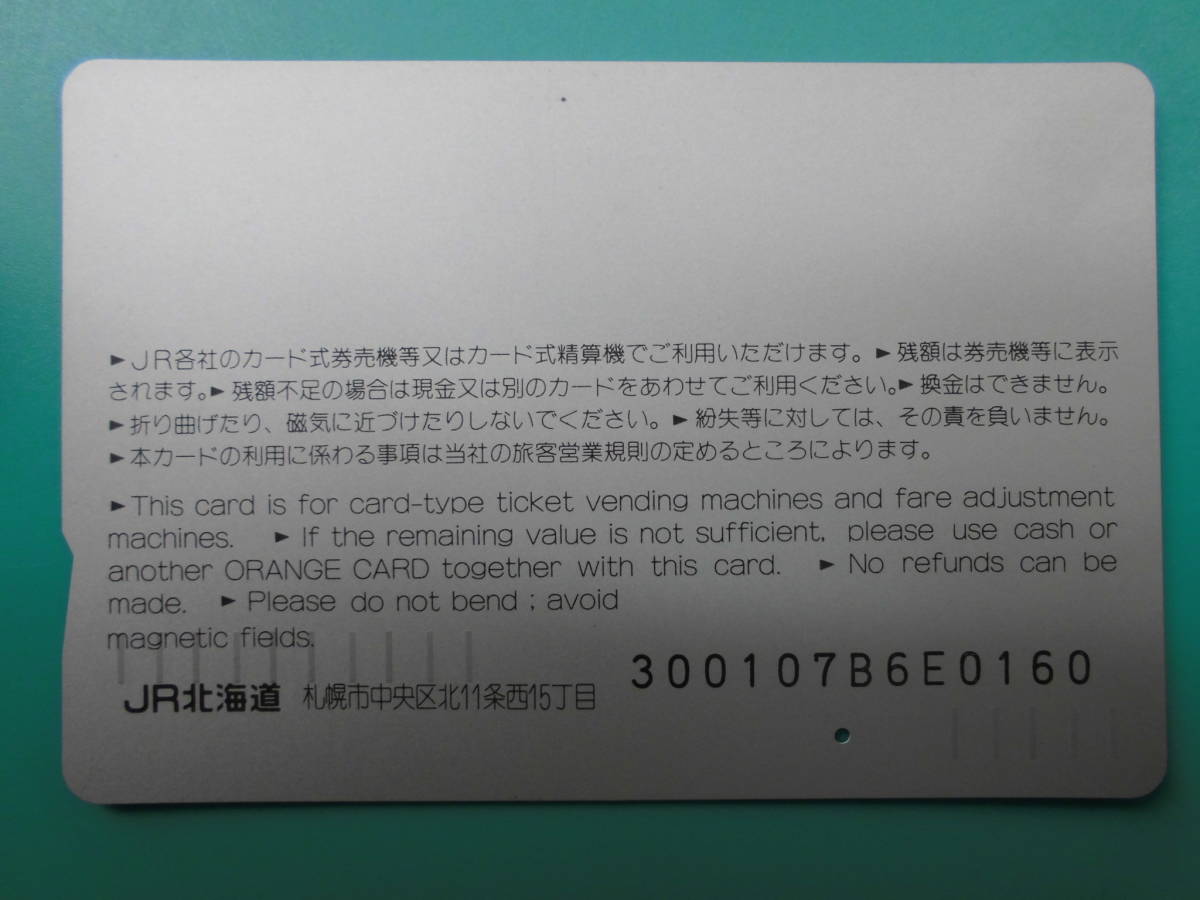 ►JR各社のカード式券売機等又はカード式精算機でご利用いただけます。►残額は券売機等に表示
されます。►残額不足の場合は現金又は別のカードをあわせてご利用ください。►換金はできません。
►折り曲げたり、磁気に近づけたりしないでください。►紛失等に対しては、その責を負いません。
►本カードの利用に係わる事項は当社の旅客営業規則の定めるところによります。
►This card is for card-type ticket vending machines and fare adjustment
machines. ►If the remaining value is not sufficient, please use cash or
another ORANGE CARD together with this card. ►No refunds can be
made. ►Please do not bend ; avoid
magnetic fields.
300107B6E0160
JR北海道 札幌市中央区北11条西15丁目